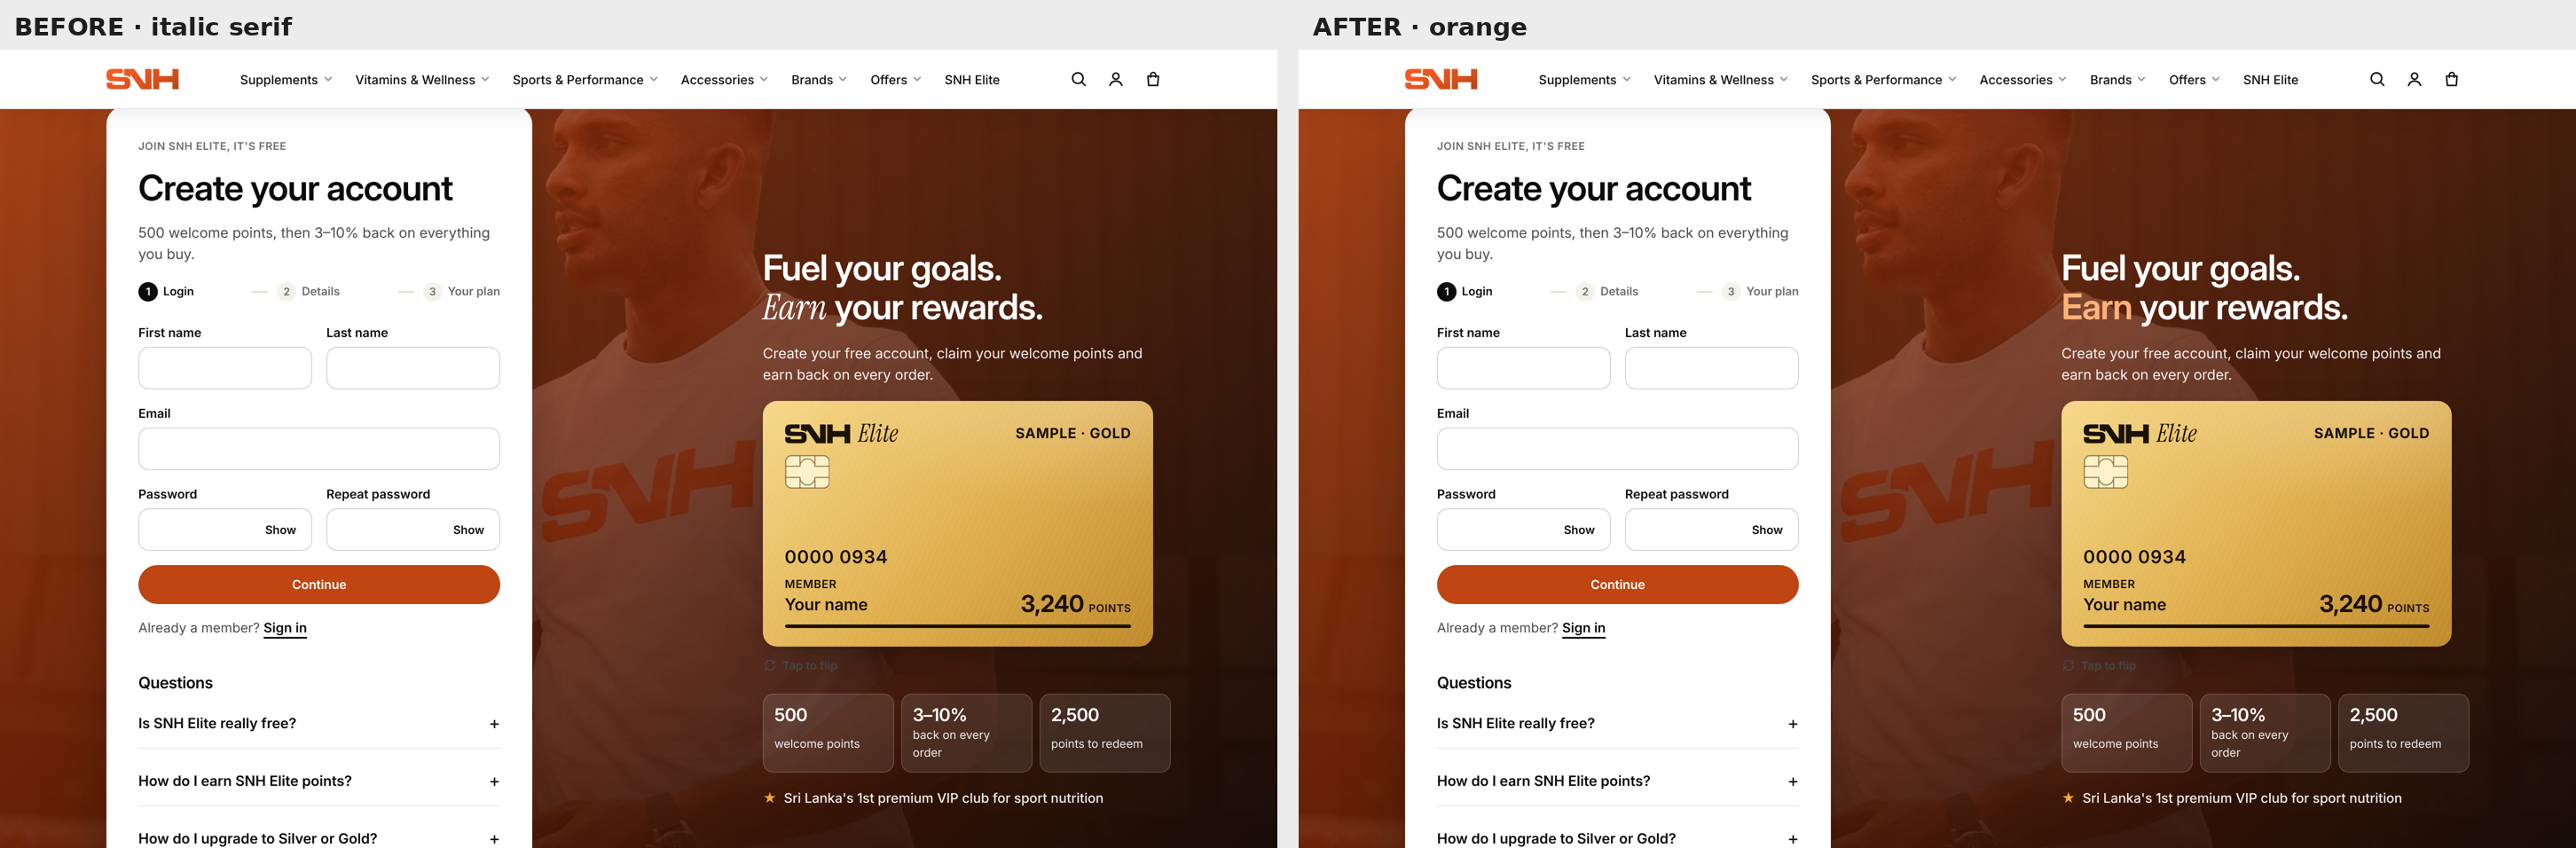 BEFORE · italic serif
SNH
Supplements
Vitamins & Wellness
Sports & Performance
Accessories
Brands
Offers
SNH Elite
JOIN SNH ELITE, IT'S FREE
Create your account
500 welcome points, then 3–10% back on everything
you buy.
1 Login
2 Details
3 Your plan
First name
Last name
Email
Password
Repeat password
Show
Show
Continue
Already a member? Sign in
Questions
Is SNH Elite really free? +
How do I earn SNH Elite points? +
How do I upgrade to Silver or Gold? +
SNH
Fuel your goals.
Earn your rewards.
Create your free account, claim your welcome points and
earn back on every order.
SNH Elite
SAMPLE · GOLD
0000 0934
MEMBER
Your name
3,240 POINTS
Tap to flip
500
welcome points
3–10%
back on every
order
2,500
points to redeem
★ Sri Lanka's 1st premium VIP club for sport nutrition
AFTER · orange
SNH
Supplements
Vitamins & Wellness
Sports & Performance
Accessories
Brands
Offers
SNH Elite
JOIN SNH ELITE, IT'S FREE
Create your account
500 welcome points, then 3–10% back on everything
you buy.
1 Login
2 Details
3 Your plan
First name
Last name
Email
Password
Repeat password
Show
Show
Continue
Already a member? Sign in
Questions
Is SNH Elite really free? +
How do I earn SNH Elite points? +
How do I upgrade to Silver or Gold? +
SNH
Fuel your goals.
Earn your rewards.
Create your free account, claim your welcome points and
earn back on every order.
SNH Elite
SAMPLE · GOLD
0000 0934
MEMBER
Your name
3,240 POINTS
Tap to flip
500
welcome points
3–10%
back on every
order
2,500
points to redeem
★ Sri Lanka's 1st premium VIP club for sport nutrition